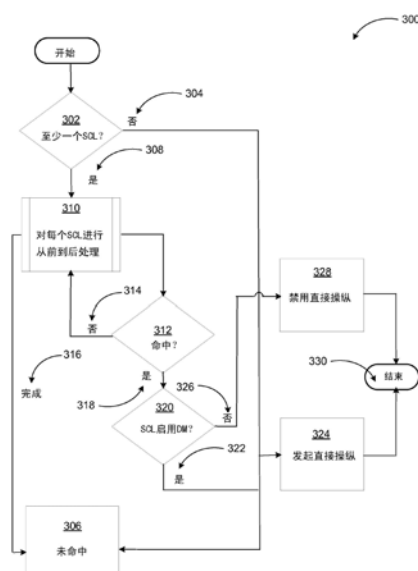 300
开始
304
否
302
至少一个SCL?
308
是
310
对每个SCL进行
从前到后处理
314
否
328
禁用直接操纵
312
命中?
316
完成
330
结束
是
318
326
否
320
SCL启用DM?
322
是
324
发起直接操纵
306
未命中